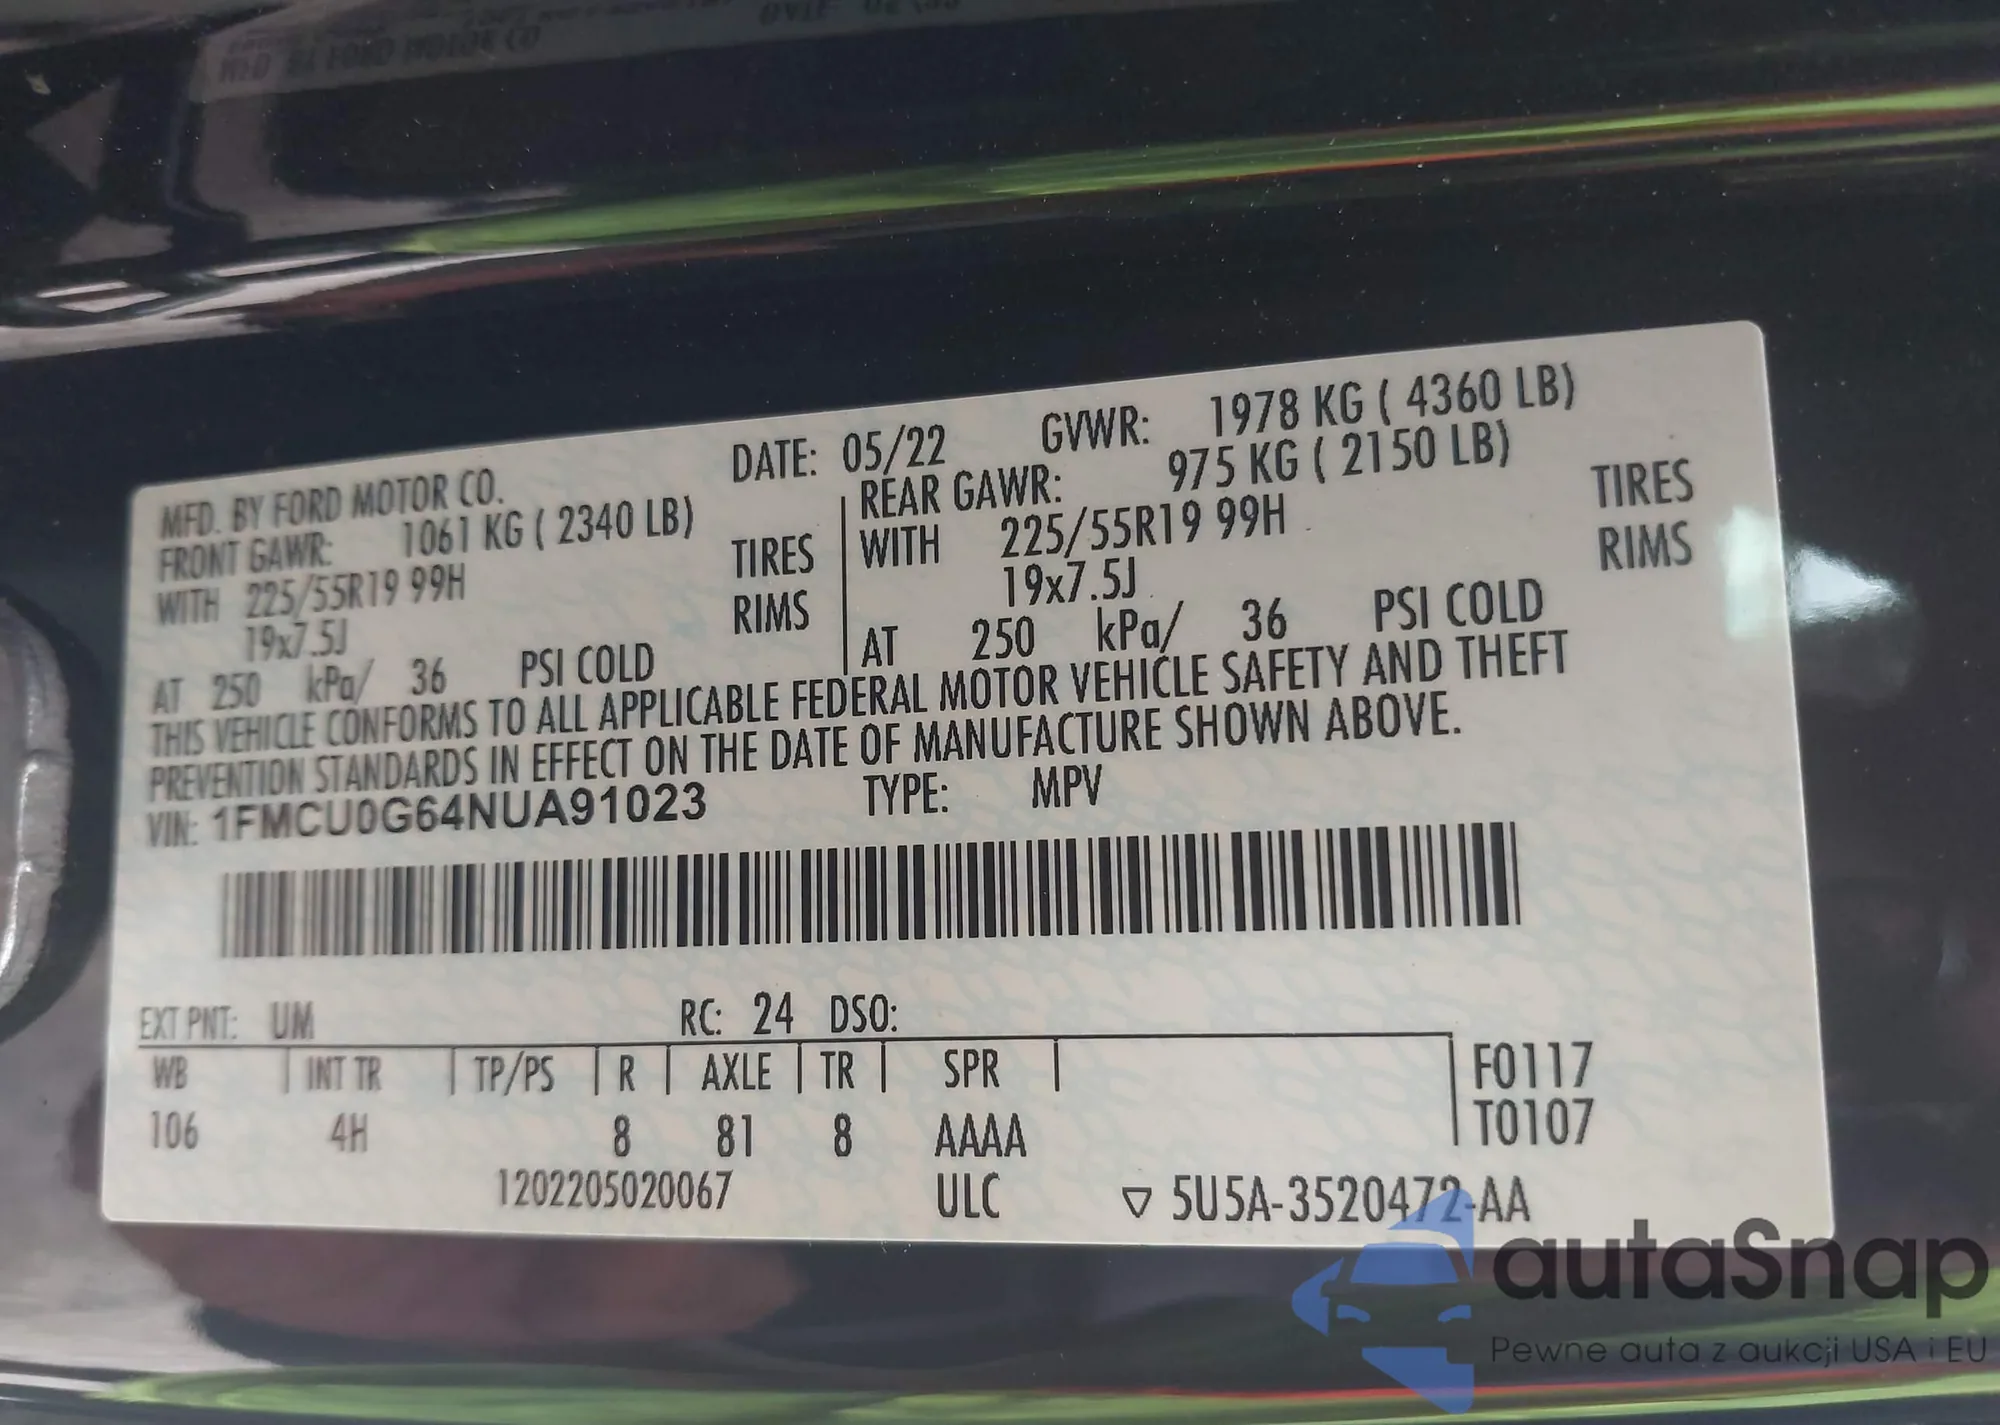 MFD. BY FORD MOTOR CO. DATE: 05/22 GVWR: 1978 KG ( 4360 LB)
FRONT GAWR: 1061 KG ( 2340 LB)
WITH 225/55R19 99H TIRES
19x7.5J RIMS
AT 250 kPa/ 36 PSI COLD
REAR GAWR: 975 KG ( 2150 LB)
WITH 225/55R19 99H TIRES
19x7.5J RIMS
AT 250 kPa/ 36 PSI COLD
THIS VEHICLE CONFORMS TO ALL APPLICABLE FEDERAL MOTOR VEHICLE SAFETY AND THEFT
PREVENTION STANDARDS IN EFFECT ON THE DATE OF MANUFACTURE SHOWN ABOVE.
VIN: 1FMCU0G64NUA91023 TYPE: MPV
EXT PNT: UM RC: 24 DSO:
WB INT TR TP/PS R AXLE TR SPR F0117
106 4H 8 81 8 AAAA T0107
1202205020067 ULC ▽ 5U5A-3520472-AA
autaSnap
Pewne auta z aukcji USA i EU